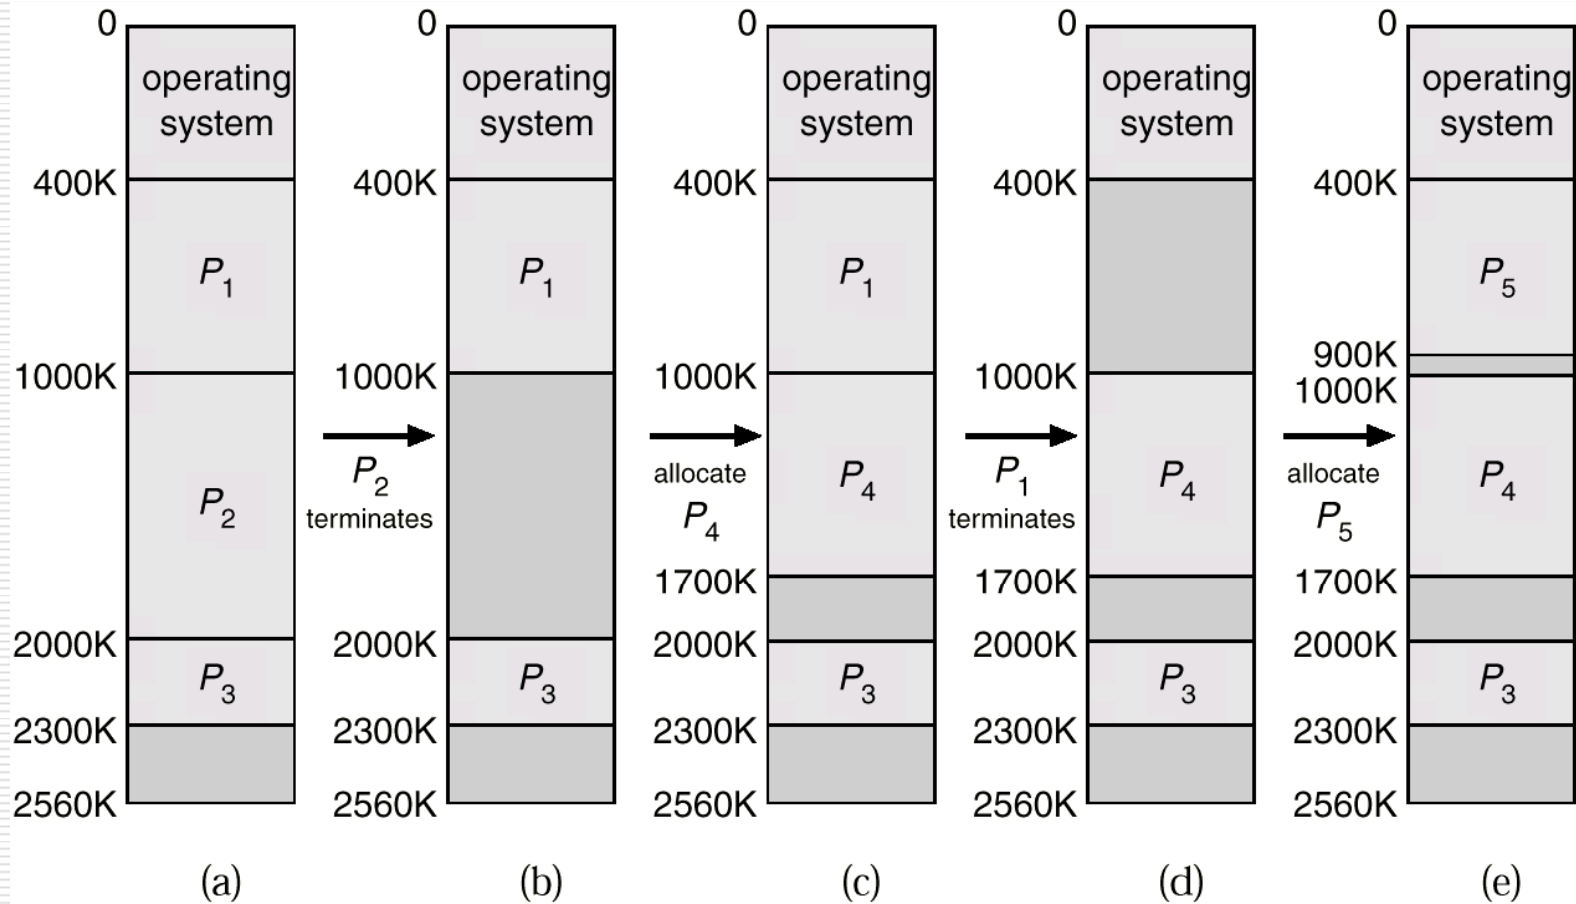 0
operating
system
400K
P1
1000K
P2
2000K
P3
2300K
2560K
(a)
P2
terminates
0
operating
system
400K
P1
1000K
2000K
P3
2300K
2560K
(b)
allocate
P4
0
operating
system
400K
P1
1000K
P4
1700K
2000K
P3
2300K
2560K
(c)
P1
terminates
0
operating
system
400K
1000K
P4
1700K
2000K
P3
2300K
2560K
(d)
allocate
P5
0
operating
system
400K
P5
900K
1000K
P4
1700K
2000K
P3
2300K
2560K
(e)